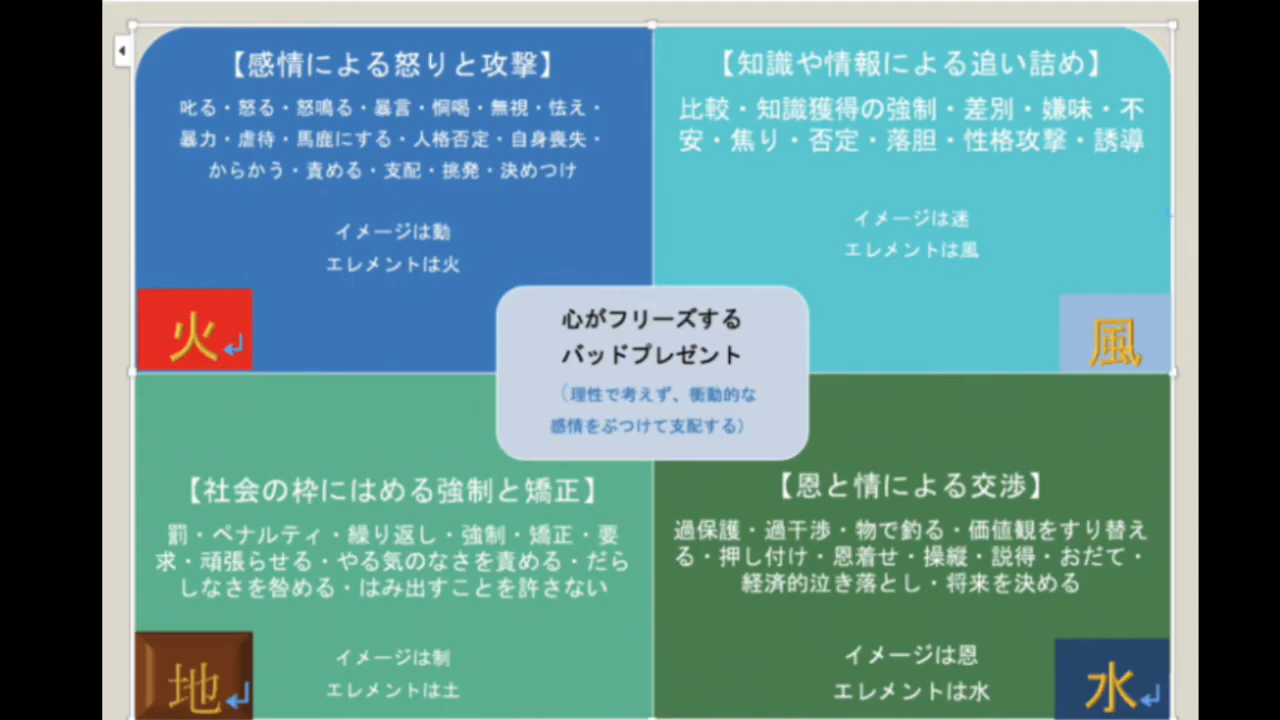 【感情による怒りと攻撃】
叱る・怒る・怒鳴る・暴言・恫喝・無視・怯え・
暴力・虐待・馬鹿にする・人格否定・自身喪失・
からかう・責める・支配・挑発・決めつけ
イメージは動
エレメントは火
火
【知識や情報による追い詰め】
比較・知識獲得の強制・差別・嫌味・不
安・焦り・否定・落胆・性格攻撃・誘導
イメージは迷
エレメントは風
風
心がフリーズする
バッドプレゼント
（理性で考えず、衝動的な
感情をぶつけて支配する）
【社会の枠にはめる強制と矯正】
罰・ペナルティ・繰り返し・強制・矯正・要
求・頑張らせる・やる気のなさを責める・だら
しなさを咎める・はみ出すことを許さない
イメージは制
エレメントは土
地
【恩と情による交渉】
過保護・過干渉・物で釣る・価値観をすり替え
る・押し付け・恩着せ・操縦・説得・おだて・
経済的泣き落とし・将来を決める
イメージは恩
エレメントは水
水